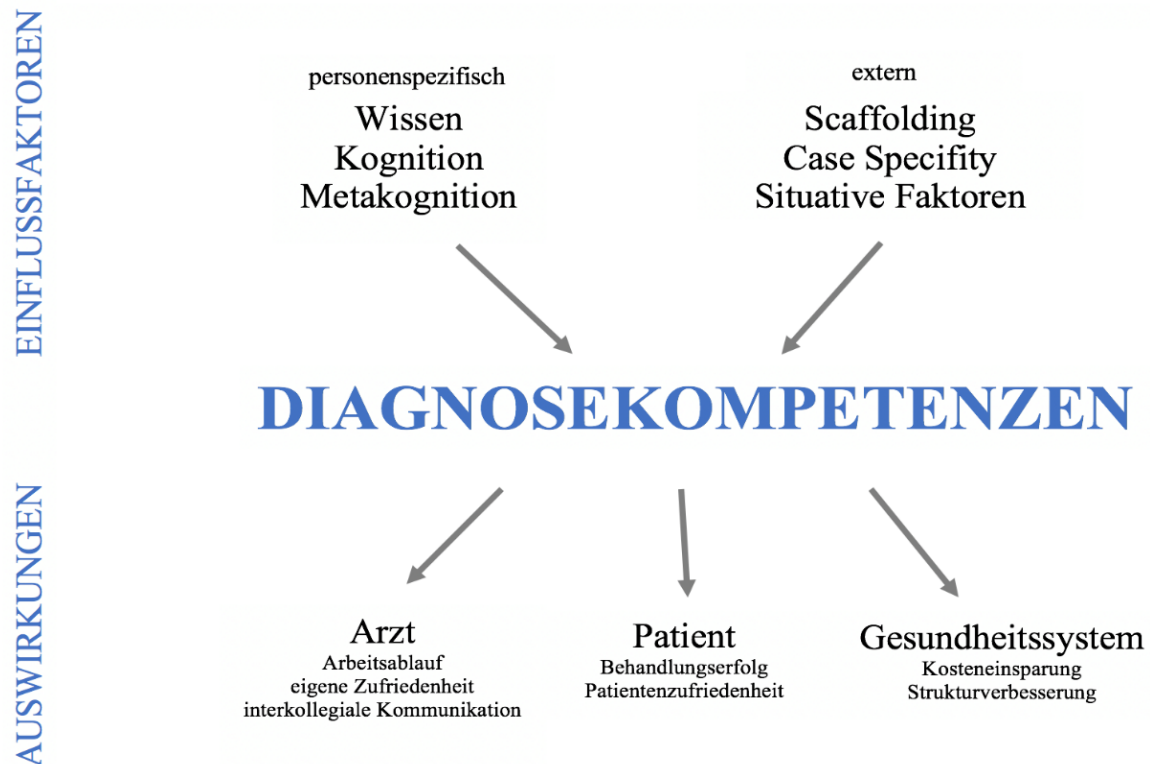 EINFLUSSFAKTOREN
personenspezifisch
Wissen
Kognition
Metakognition
extern
Scaffolding
Case Specifity
Situative Faktoren
DIAGNOSEKOMPETENZEN
AUSWIRKUNGEN
Arzt
Arbeitsablauf
eigene Zufriedenheit
interkollegiale Kommunikation
Patient
Behandlungserfolg
Patientenzufriedenheit
Gesundheitssystem
Kosteneinsparung
Strukturverbesserung